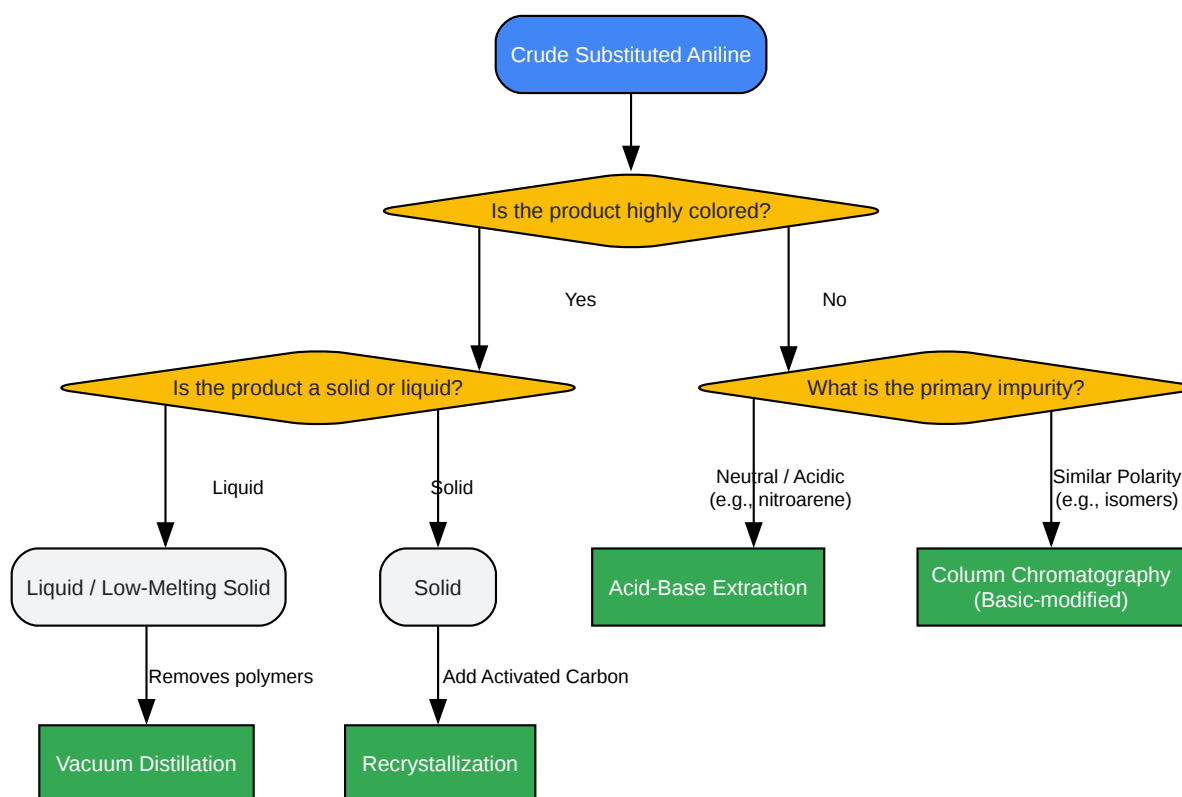 Crude Substituted Aniline
Is the product highly colored?
Yes
No
Is the product a solid or liquid?
What is the primary impurity?
Liquid
Solid
Neutral / Acidic
(e.g., nitroarene)
Similar Polarity
(e.g., isomers)
Liquid / Low-Melting Solid
Solid
Acid-Base Extraction
Column Chromatography
(Basic-modified)
Removes polymers
Add Activated Carbon
Vacuum Distillation
Recrystallization